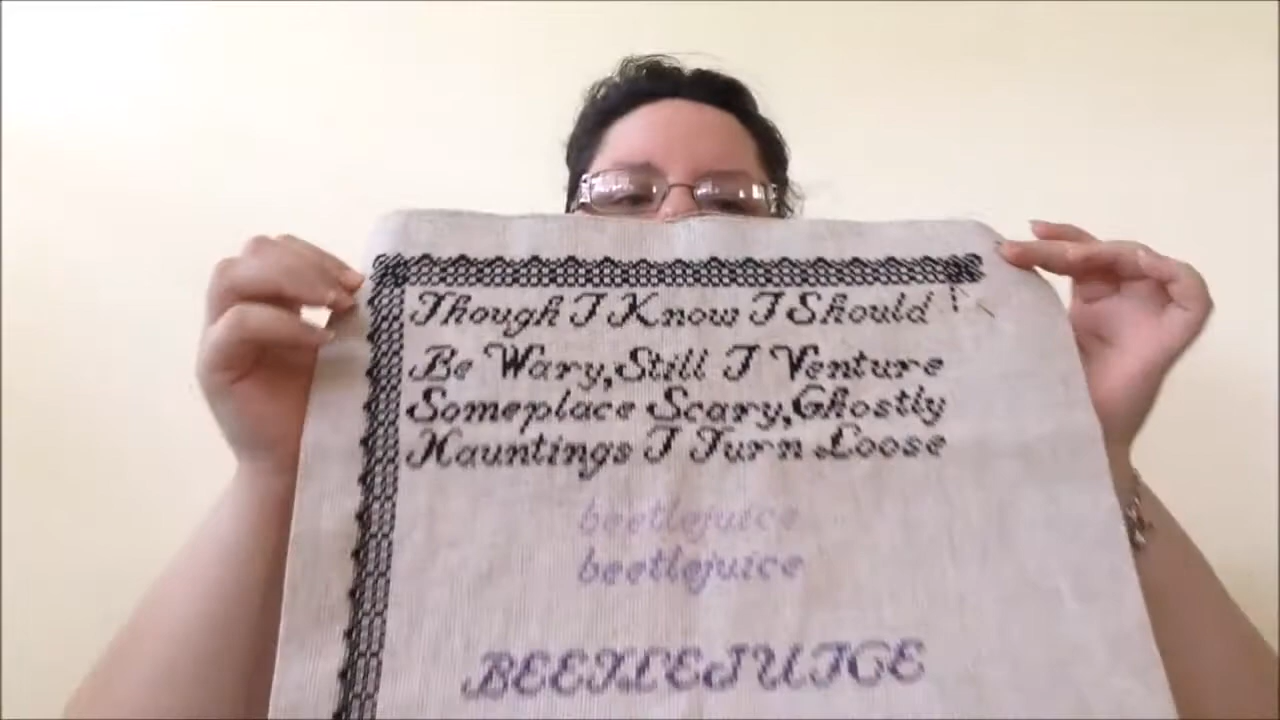 Though I Know I Should
Be Wary, Still I Venture
Someplace Scary, Ghostly
Hauntings I Turn Loose
beetlejuice
beetlejuice
BEETLEJUICE